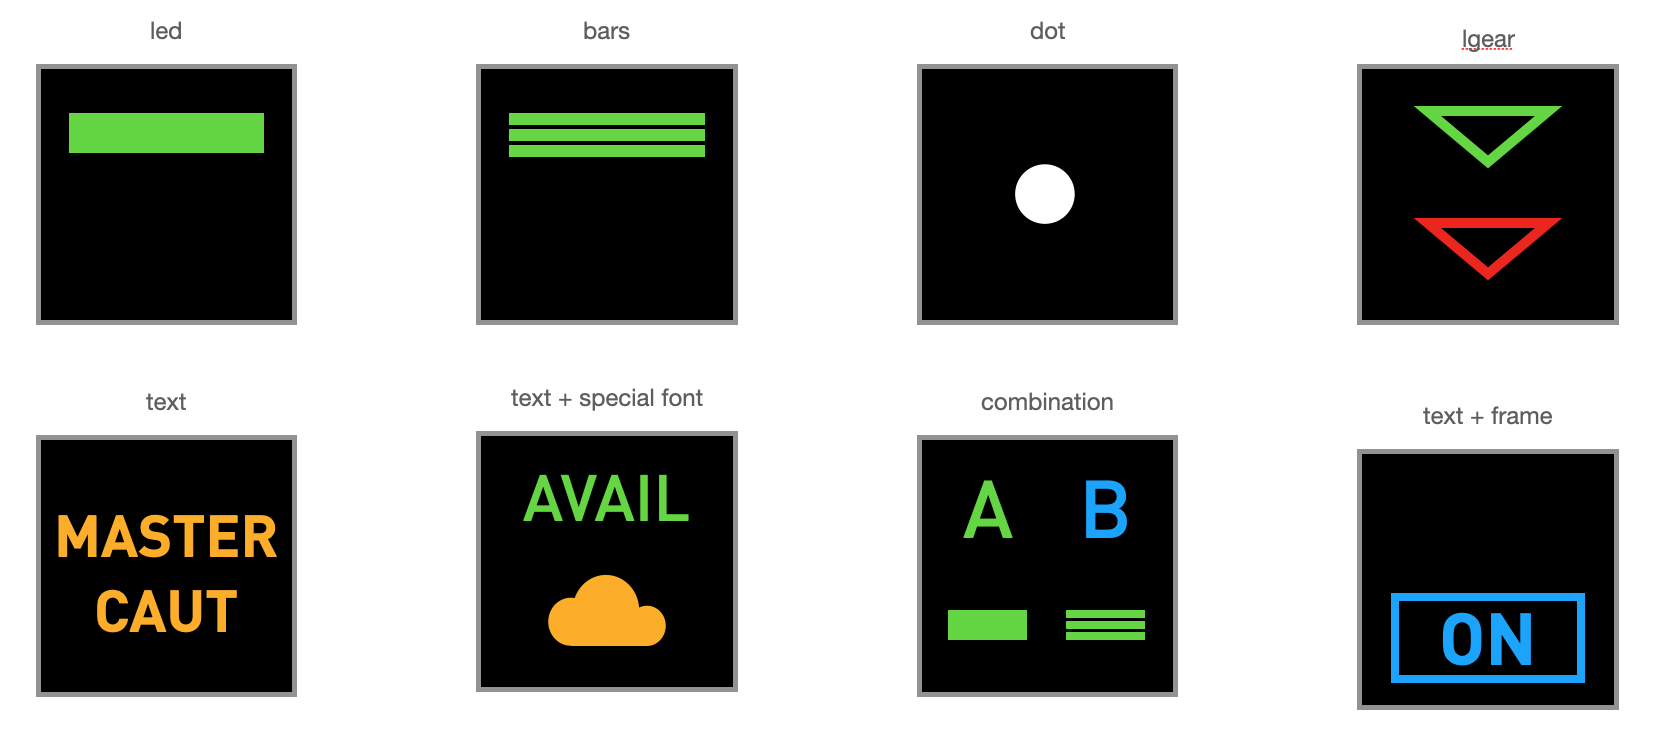 led
bars
dot
lgear
text
MASTER
CAUT
text + special font
AVAIL
combination
A B
text + frame
ON